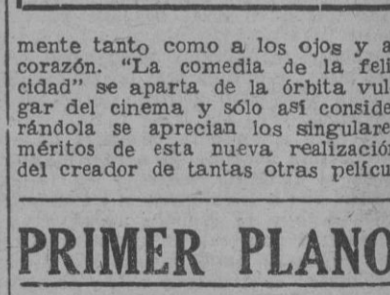 mente tanto como a los ojos y a
corazón. "La comedia de la feli
cidad" se aparta de la órbita vul
gar del cinema y sólo así conside
rándola se aprecian los singulare
méritos de esta nueva realizació
del creador de tantas otras pelícu
PRIMER PLANO